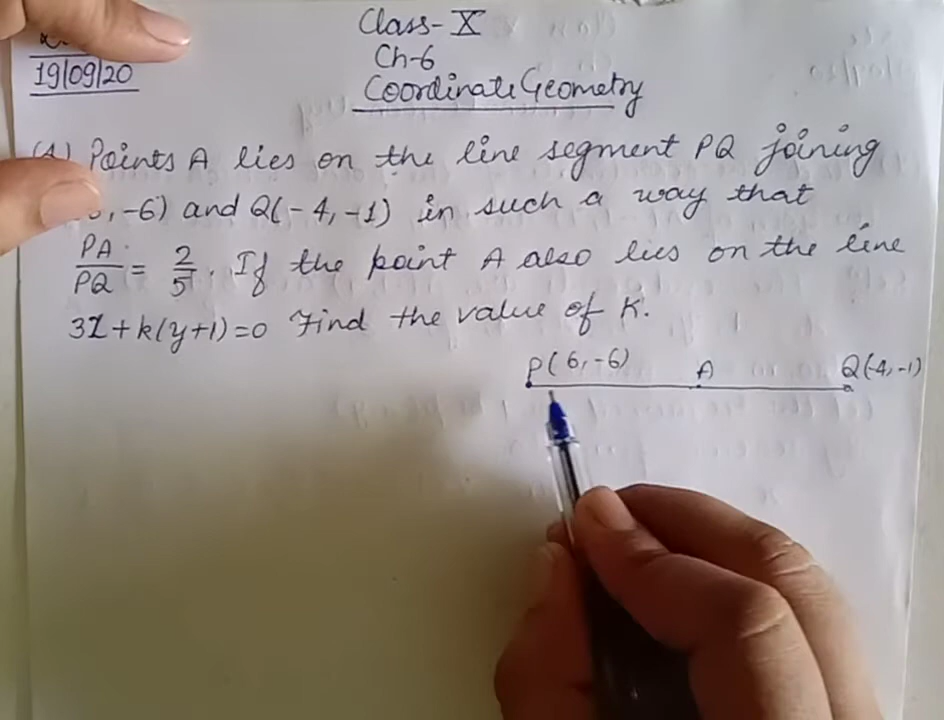 19/09/20
Class-X
Ch-6
Coordinate Geometry
Points A lies on the line segment PQ joining
, -6) and Q(-4, -1) in such a way that
PA/PQ = 2/5. If the point A also lies on the line
3x+k(y+1)=0 Find the value of K.
P(6,-6) A Q(-4,-1)